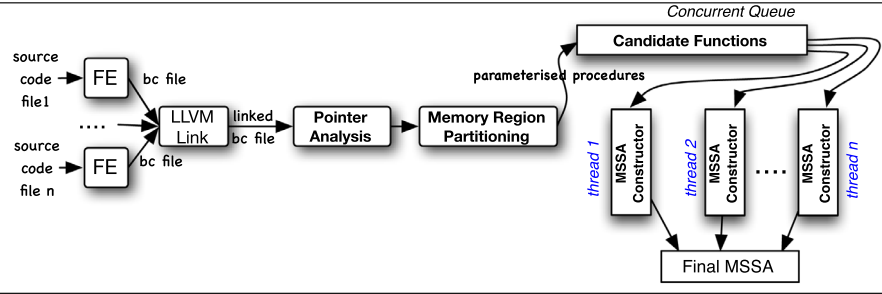 Concurrent Queue
Candidate Functions
parameterised procedures
source
code
file1
FE
bc file
....
LLVM
Link
linked
bc file
Pointer
Analysis
Memory Region
Partitioning
source
code
file n
FE
bc file
thread 1
MSSA
Constructor
thread 2
MSSA
Constructor
....
MSSA
Constructor
thread n
Final MSSA